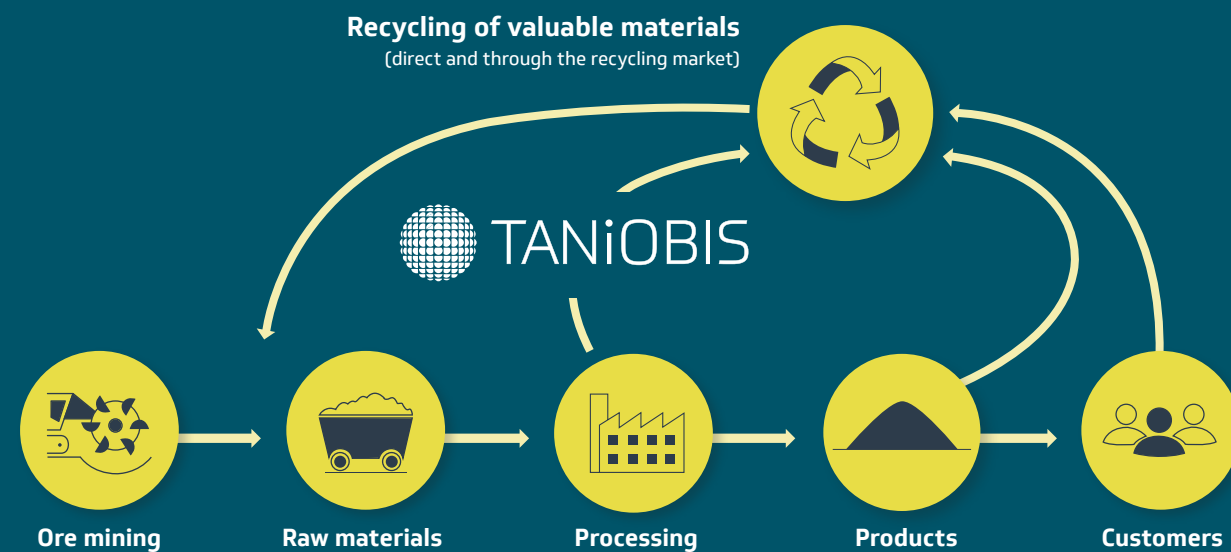 Recycling of valuable materials
(direct and through the recycling market)
TANiOBIS
Ore mining
Raw materials
Processing
Products
Customers